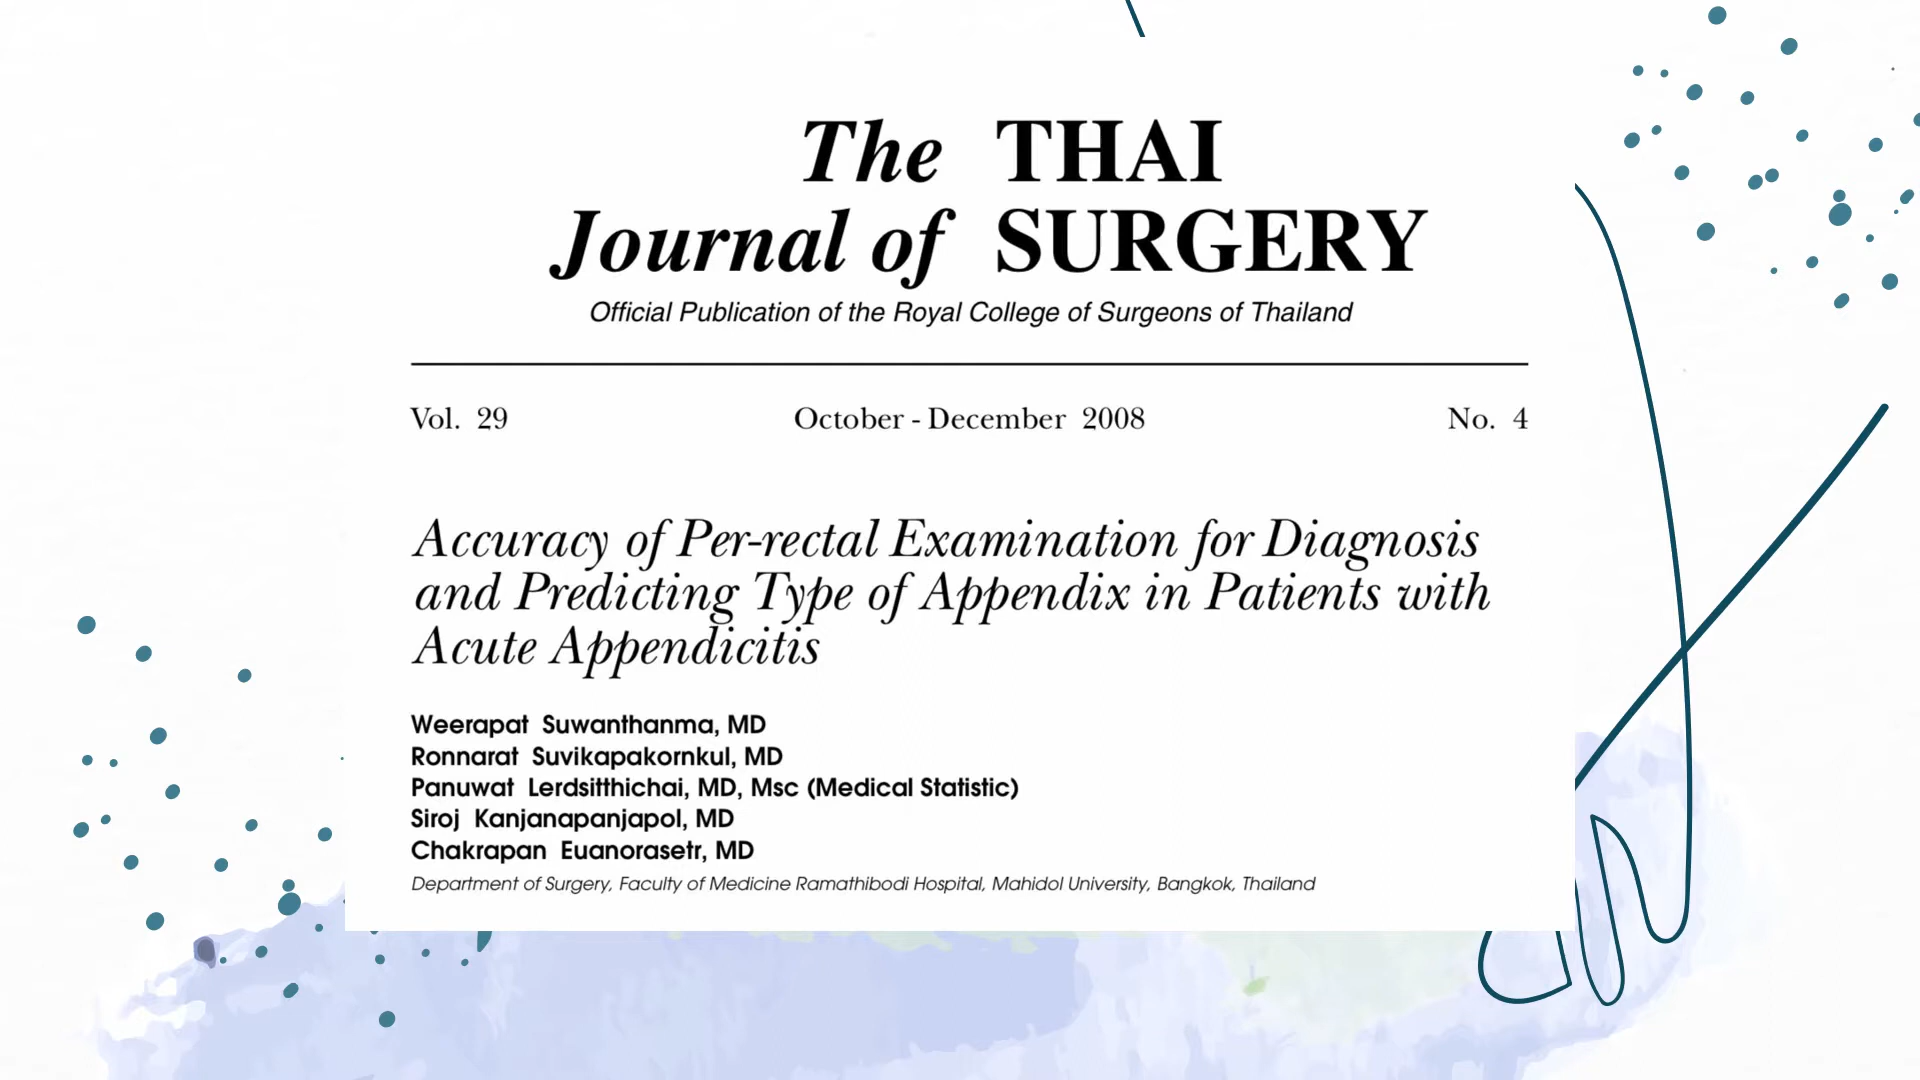 The THAI
Journal of SURGERY
Official Publication of the Royal College of Surgeons of Thailand
Vol. 29 October - December 2008 No. 4
Accuracy of Per-rectal Examination for Diagnosis
and Predicting Type of Appendix in Patients with
Acute Appendicitis
Weerapat Suwanthanma, MD
Ronnarat Suvikapakornkul, MD
Panuwat Lerdsitthichai, MD, Msc (Medical Statistic)
Siroj Kanjanapanjapol, MD
Chakrapan Euanorasetr, MD
Department of Surgery, Faculty of Medicine Ramathibodi Hospital, Mahidol University, Bangkok, Thailand